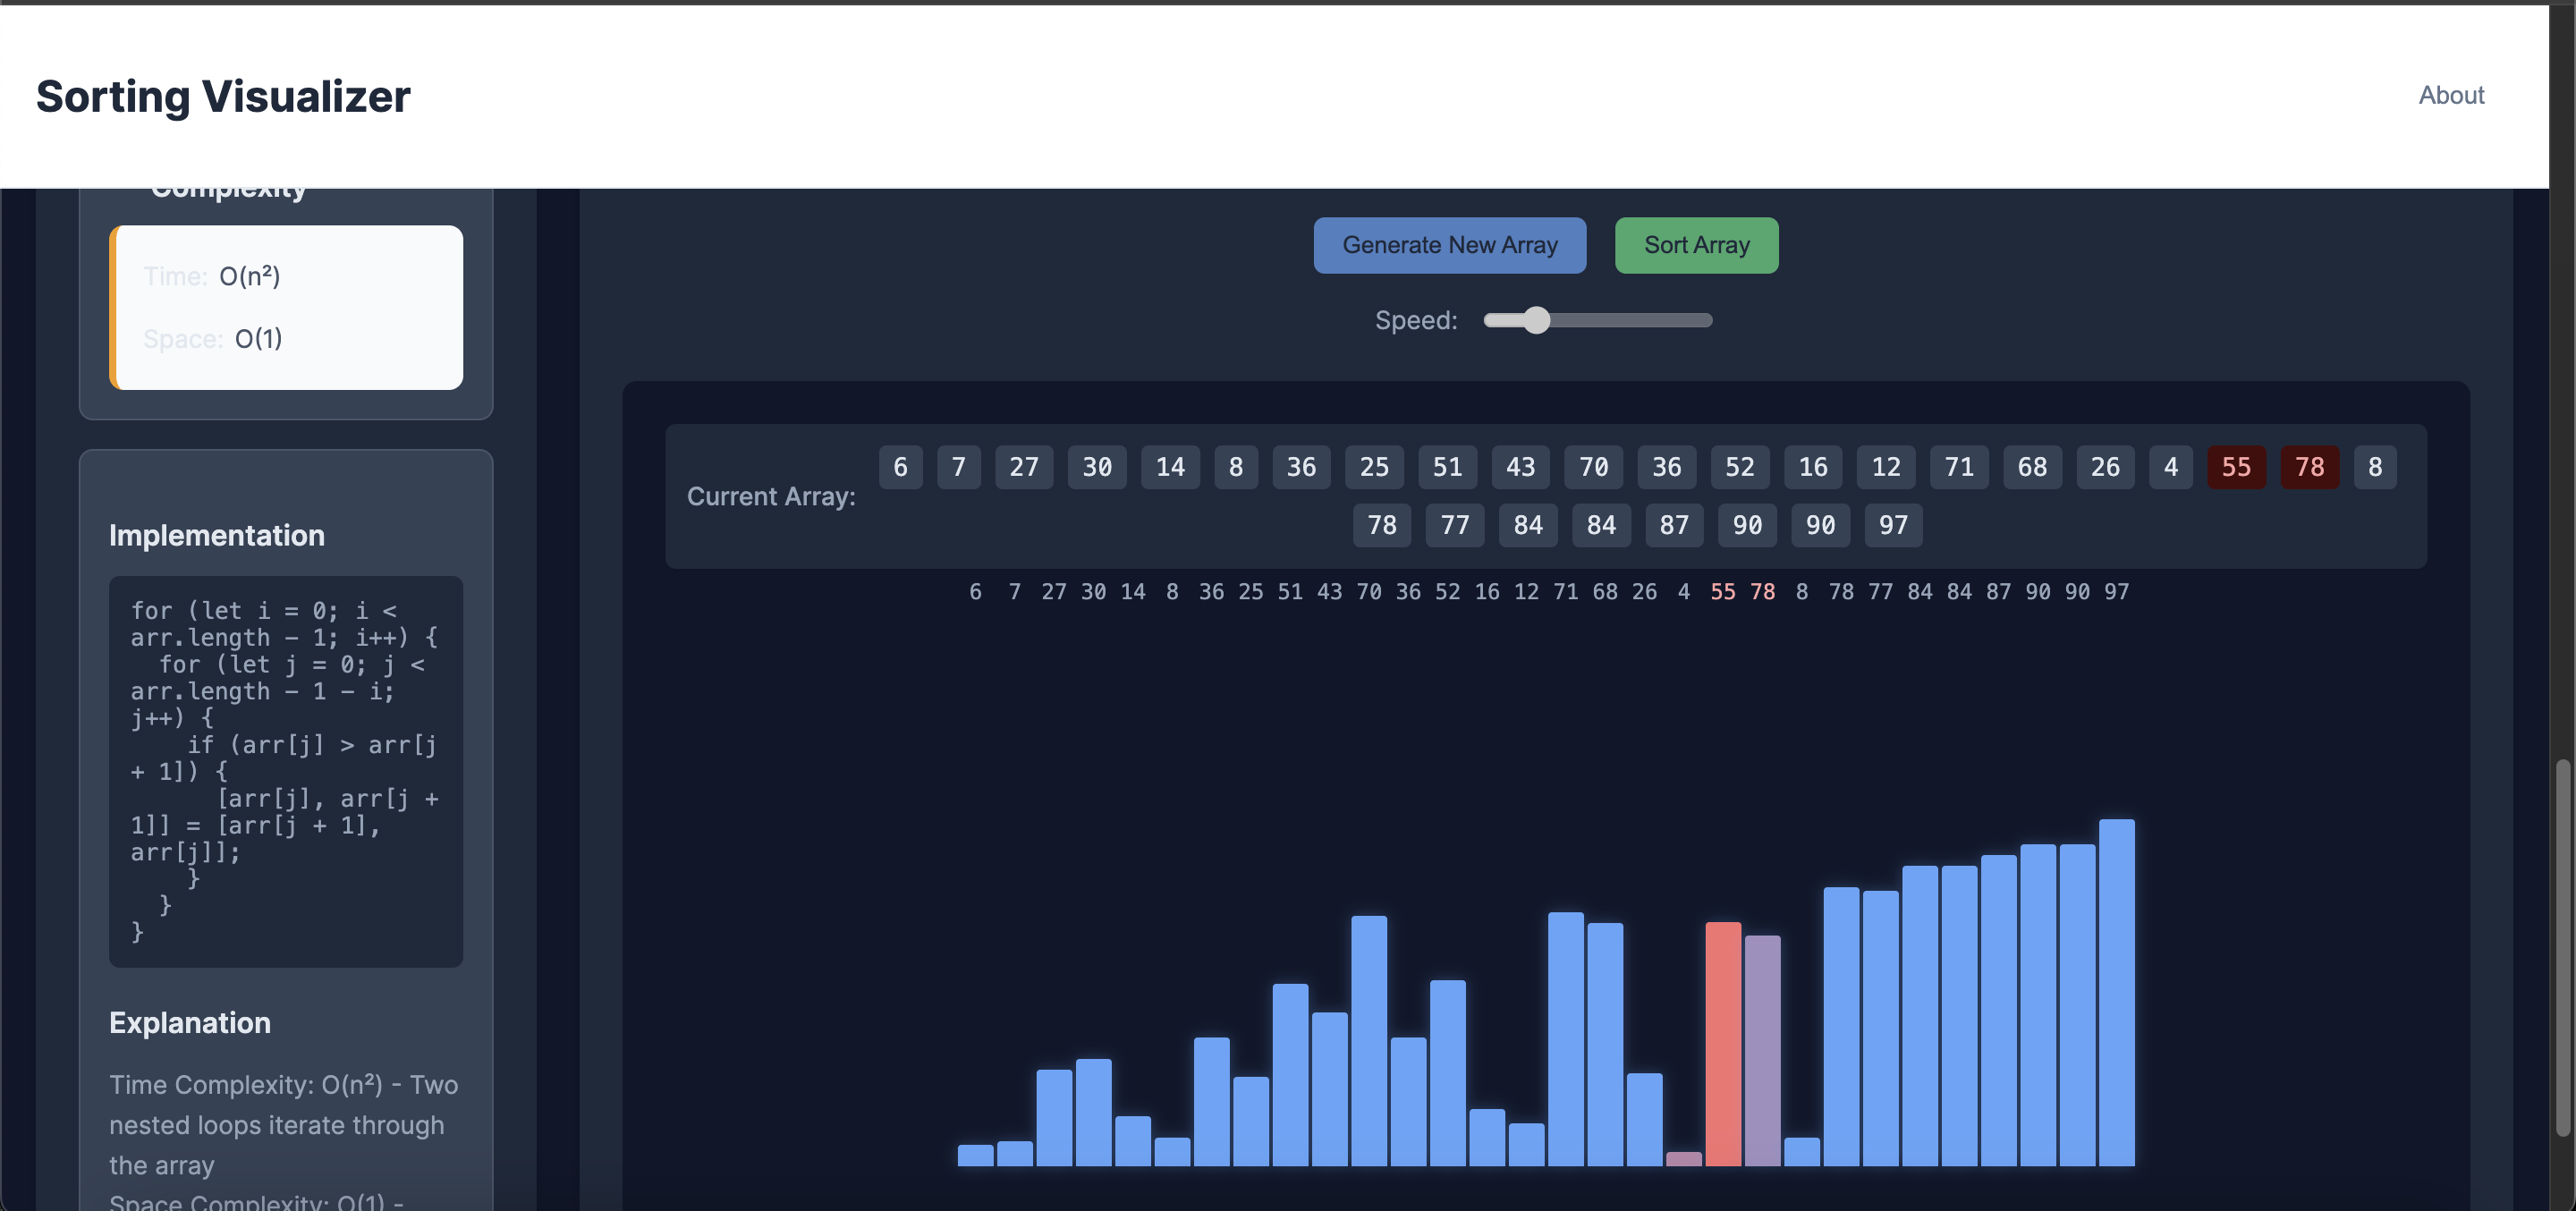 Sorting Visualizer
About
Complexity
Time: O(n²)
Space: O(1)
Implementation
for (let i = 0; i <
arr.length - 1; i++) {
  for (let j = 0; j <
arr.length - 1 - i;
j++) {
    if (arr[j] > arr[j
+ 1]) {
      [arr[j], arr[j +
1]] = [arr[j + 1],
arr[j]];
    }
  }
}
Explanation
Time Complexity: O(n²) - Two
nested loops iterate through
the array
Space Complexity: O(1) -
Generate New Array
Sort Array
Speed:
Current Array:
6 7 27 30 14 8 36 25 51 43 70 36 52 16 12 71 68 26 4 55 78 8
78 77 84 84 87 90 90 97
6 7 27 30 14 8 36 25 51 43 70 36 52 16 12 71 68 26 4 55 78 8 78 77 84 84 87 90 90 97